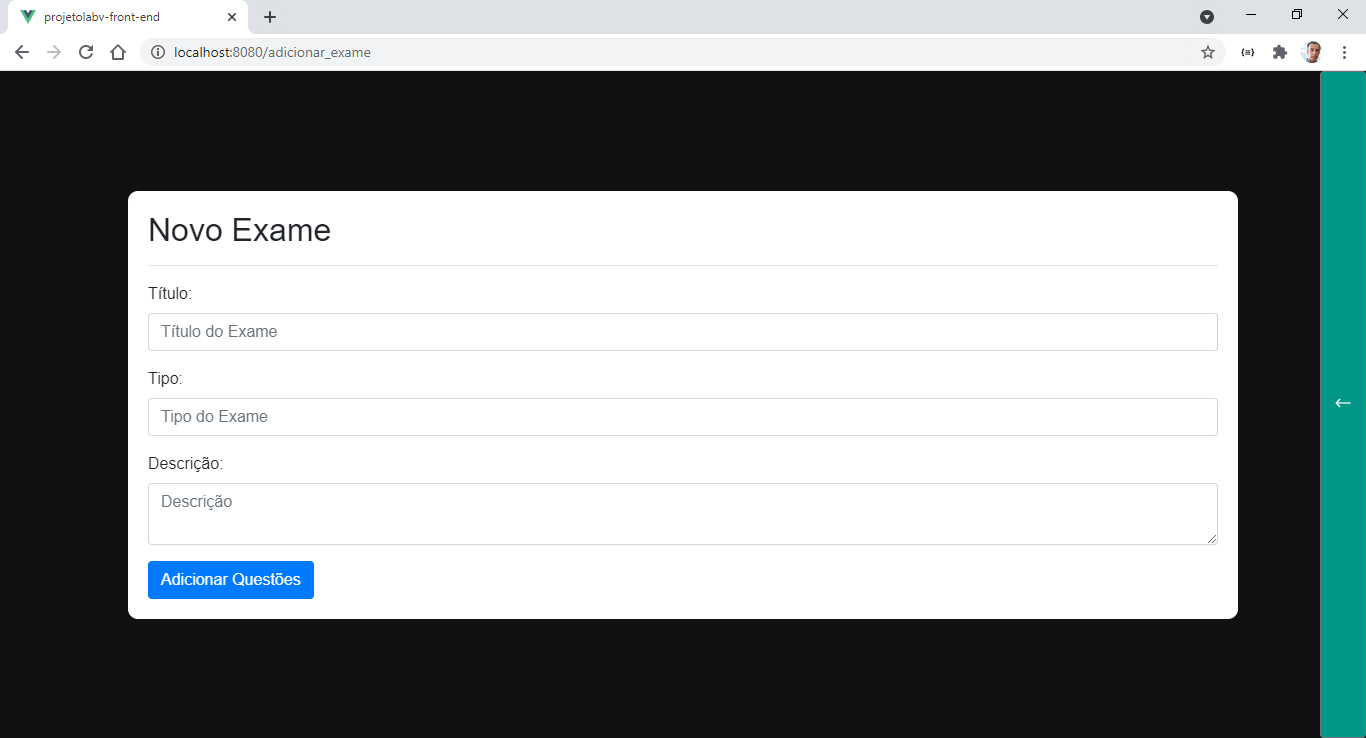 projetolabv-front-end
localhost:8080/adicionar_exame
Novo Exame
Título:
Título do Exame
Tipo:
Tipo do Exame
Descrição:
Descrição
Adicionar Questões